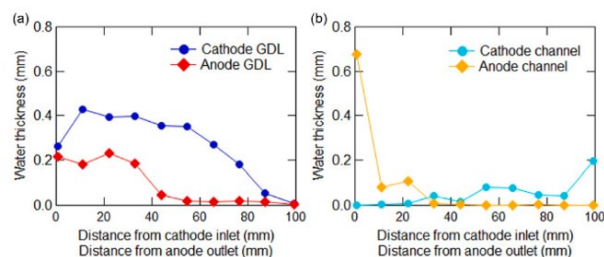 (a)
0.8
0.6
0.4
0.2
0.0
Water thickness (mm)
Cathode GDL
Anode GDL
0 20 40 60 80 100
Distance from cathode inlet (mm)
Distance from anode outlet (mm)
(b)
0.8
0.6
0.4
0.2
0.0
Water thickness (mm)
Cathode channel
Anode channel
0 20 40 60 80 100
Distance from cathode inlet (mm)
Distance from anode outlet (mm)